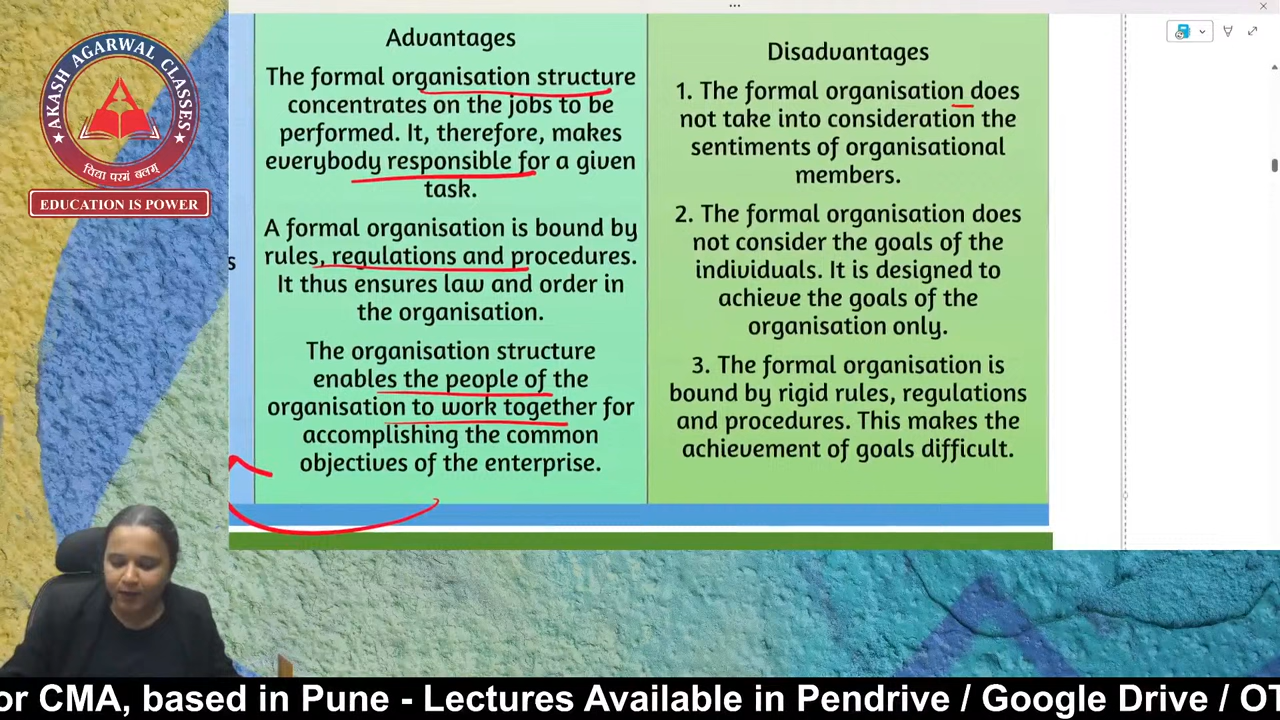 AKASH AGARWAL CLASSES
विद्या परमं बलम्
EDUCATION IS POWER
s
Advantages
The formal organisation structure
concentrates on the jobs to be
performed. It, therefore, makes
everybody responsible for a given
task.
A formal organisation is bound by
rules, regulations and procedures.
It thus ensures law and order in
the organisation.
The organisation structure
enables the people of the
organisation to work together for
accomplishing the common
objectives of the enterprise.
Disadvantages
1. The formal organisation does
not take into consideration the
sentiments of organisational
members.
2. The formal organisation does
not consider the goals of the
individuals. It is designed to
achieve the goals of the
organisation only.
3. The formal organisation is
bound by rigid rules, regulations
and procedures. This makes the
achievement of goals difficult.
or CMA, based in Pune - Lectures Available in Pendrive / Google Drive / OT